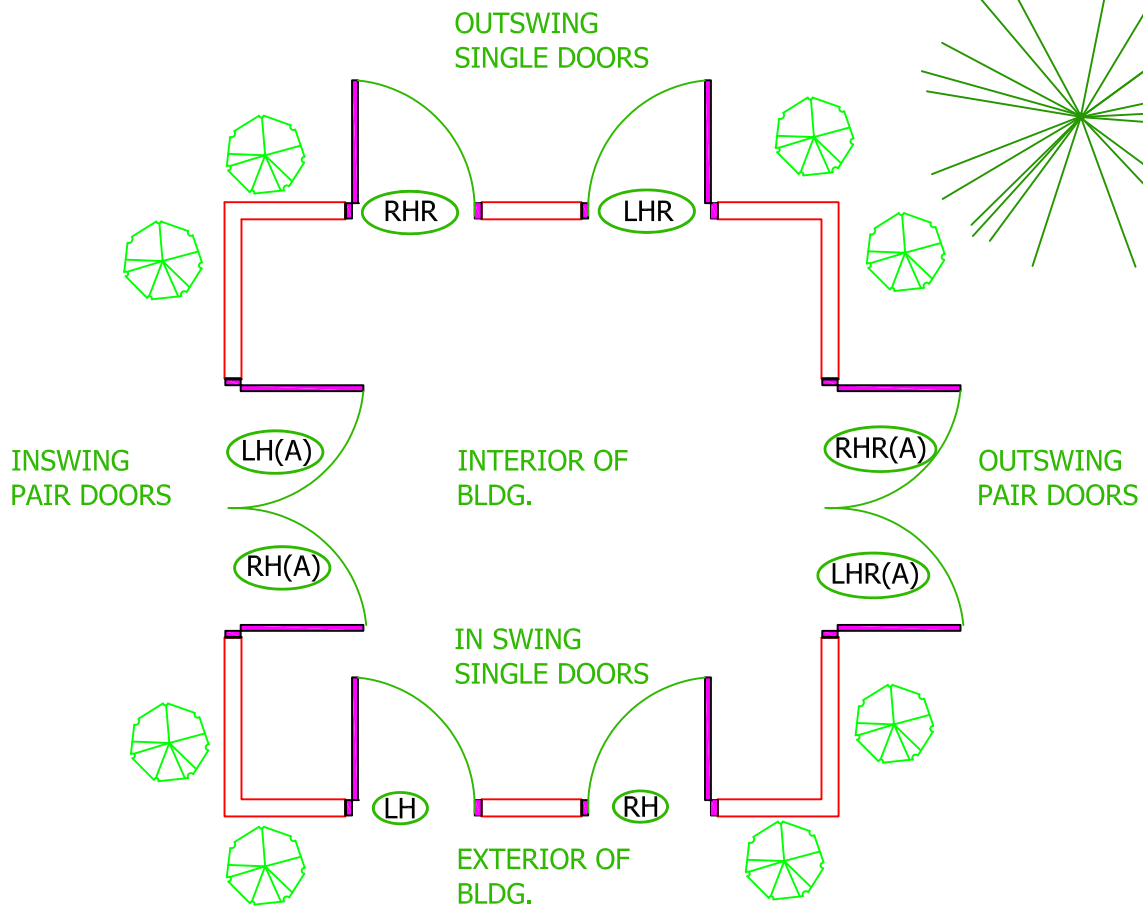 OUTSWING
SINGLE DOORS
RHR
LHR
INSWING
PAIR DOORS
LH(A)
RH(A)
INTERIOR OF
BLDG.
RHR(A)
LHR(A)
OUTSWING
PAIR DOORS
IN SWING
SINGLE DOORS
LH
RH
EXTERIOR OF
BLDG.